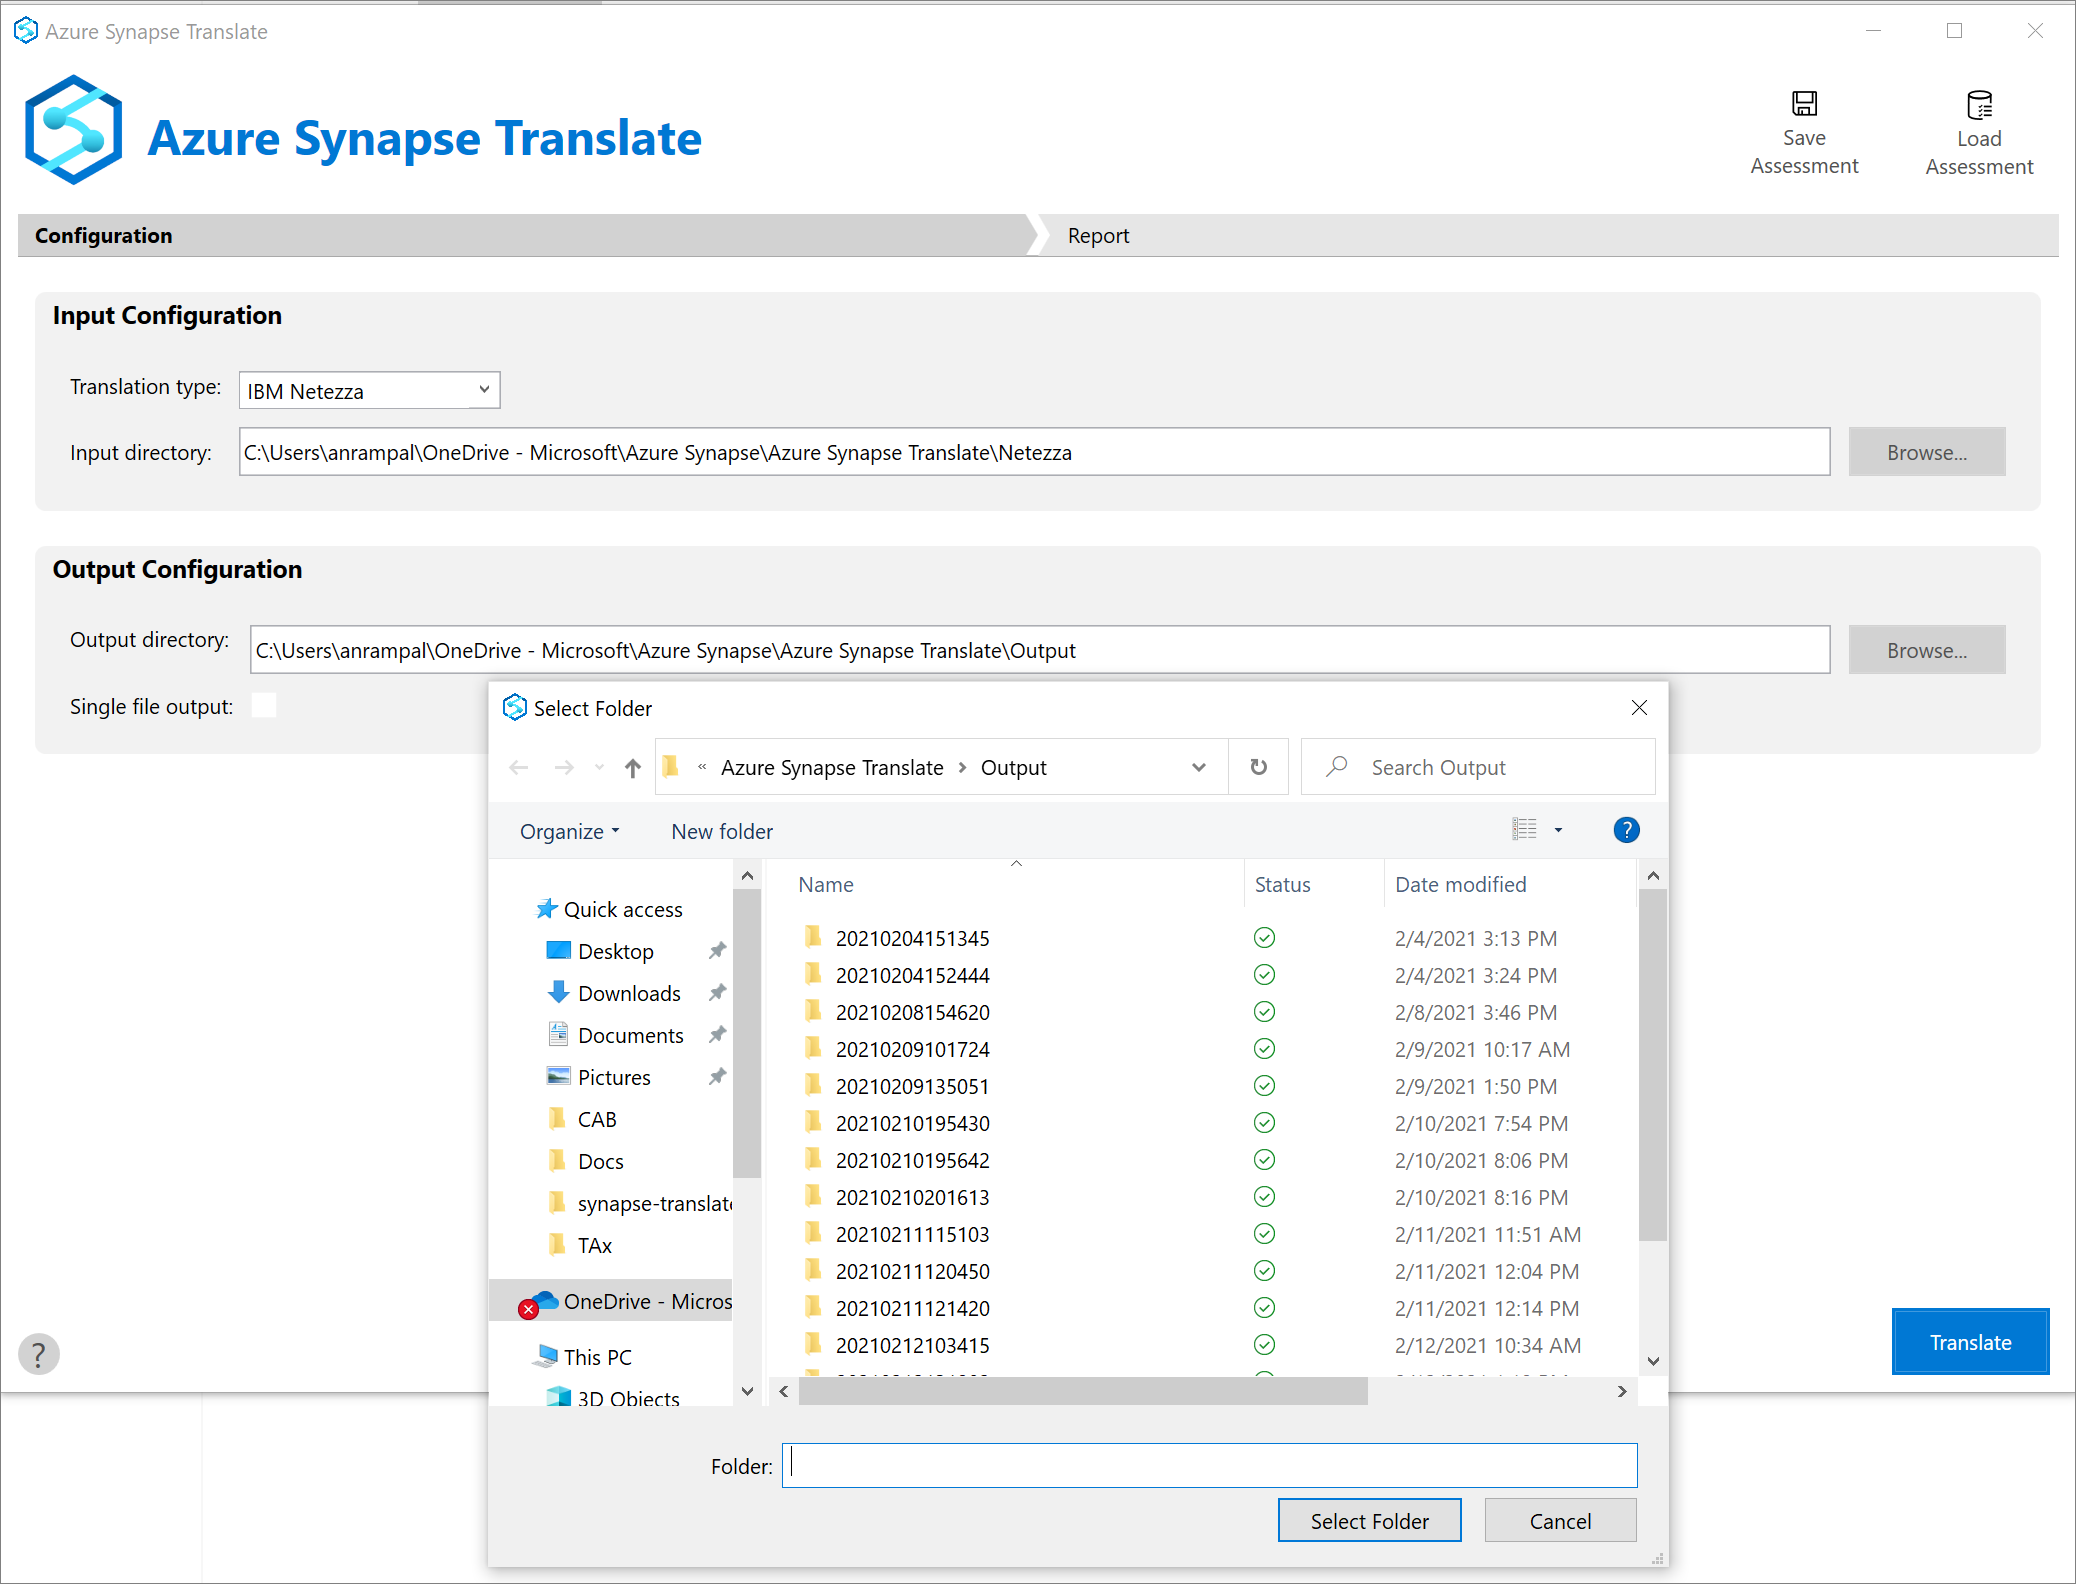 Azure Synapse Translate
Azure Synapse Translate
Save
Assessment
Load
Assessment
Configuration
Report
Input Configuration
Translation type:
IBM Netezza
Input directory:
C:\Users\anrampal\OneDrive - Microsoft\Azure Synapse\Azure Synapse Translate\Netezza
Browse...
Output Configuration
Output directory:
C:\Users\anrampal\OneDrive - Microsoft\Azure Synapse\Azure Synapse Translate\Output
Browse...
Single file output:
Select Folder
« Azure Synapse Translate > Output
Search Output
Organize
New folder
?
Quick access
Desktop
Downloads
Documents
Pictures
CAB
Docs
synapse-translate
TAx
OneDrive - Micros
This PC
3D Objects
Name Status Date modified
20210204151345 2/4/2021 3:13 PM
20210204152444 2/4/2021 3:24 PM
20210208154620 2/8/2021 3:46 PM
20210209101724 2/9/2021 10:17 AM
20210209135051 2/9/2021 1:50 PM
20210210195430 2/10/2021 7:54 PM
20210210195642 2/10/2021 8:06 PM
20210210201613 2/10/2021 8:16 PM
20210211115103 2/11/2021 11:51 AM
20210211120450 2/11/2021 12:04 PM
20210211121420 2/11/2021 12:14 PM
20210212103415 2/12/2021 10:34 AM
Folder:
Select Folder
Cancel
?
Translate